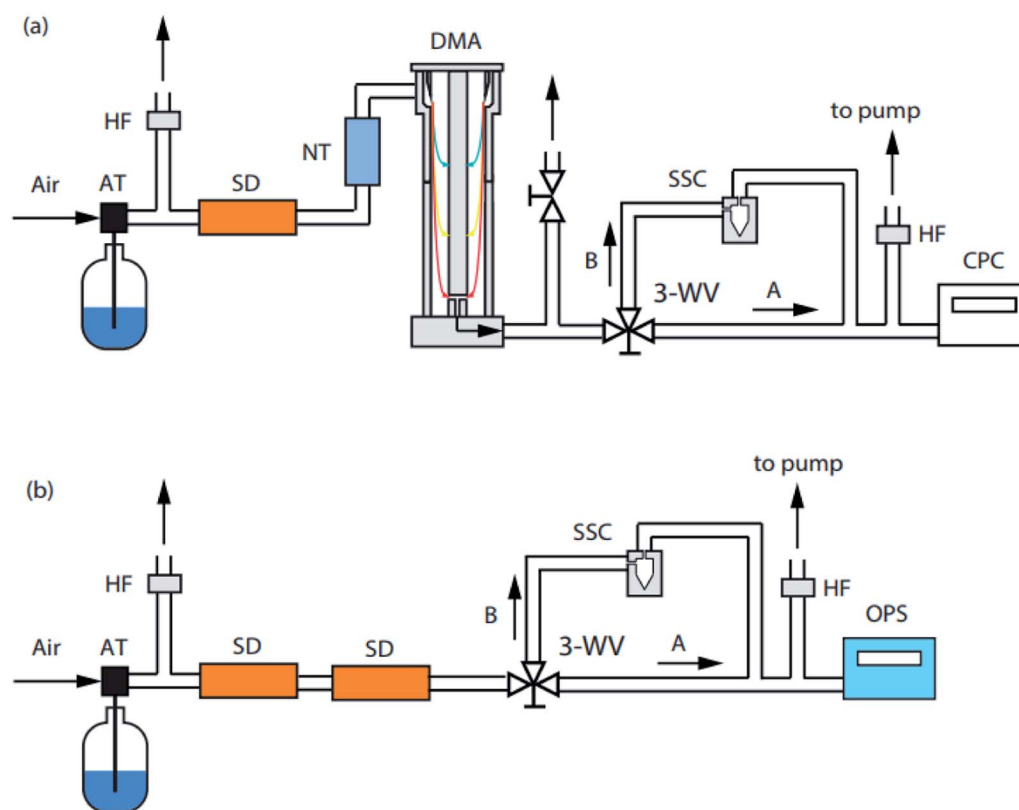 (a)
DMA
to pump
HF
NT
SSC
Air
AT
SD
HF
B
CPC
3-WV
A
(b)
to pump
SSC
HF
HF
B
OPS
Air
AT
SD
SD
3-WV
A